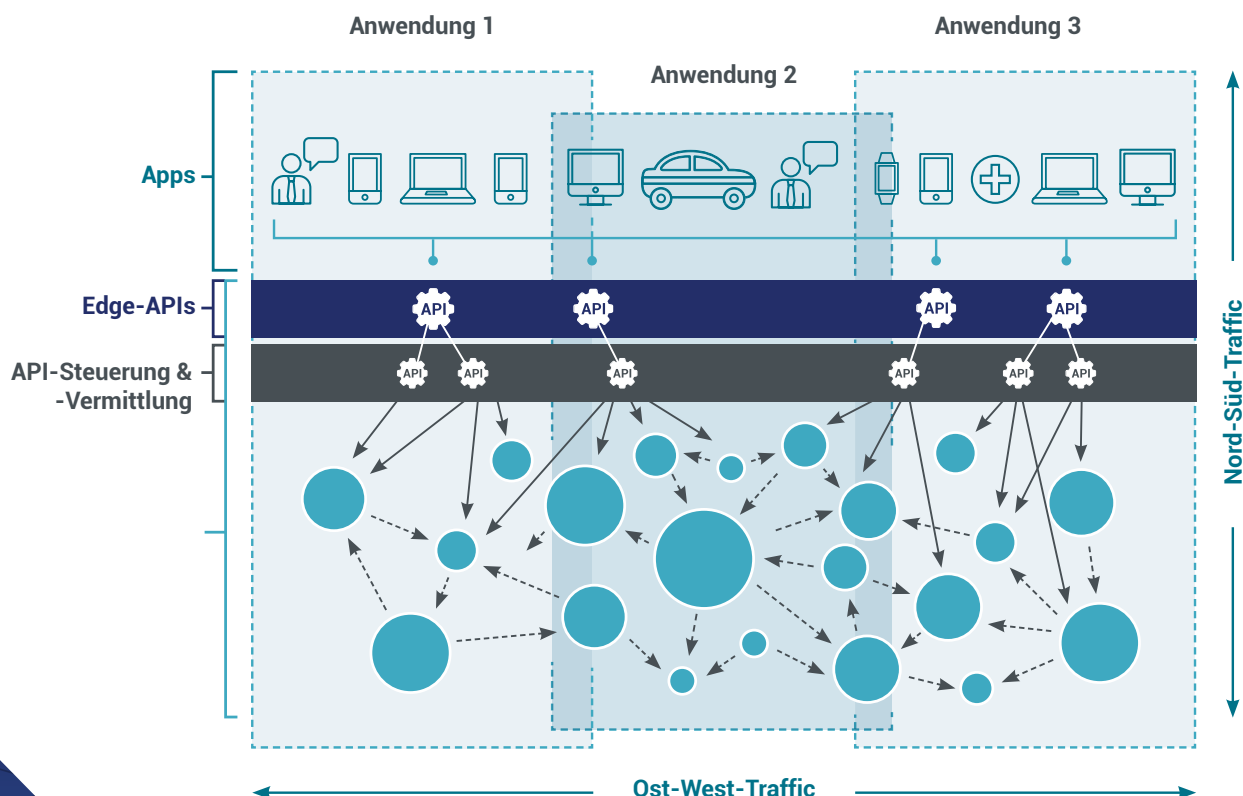 Anwendung 1
Anwendung 3
Anwendung 2
Apps
Edge-APIs
API
API
API
API
API-Steuerung &
-Vermittlung
API
API
API
API
API
API
Nord-Süd-Traffic
Ost-West-Traffic